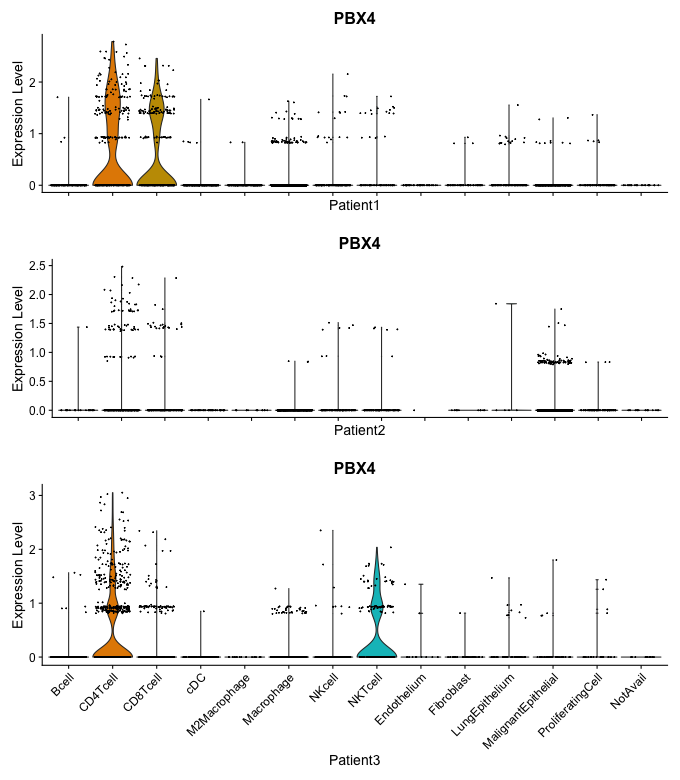 PBX4
Expression Level
2
1
0
Patient1
PBX4
Expression Level
2.5
2.0
1.5
1.0
0.5
0.0
Patient2
PBX4
Expression Level
3
2
1
0
Bcell
CD4Tcell
CD8Tcell
cDC
M2Macrophage
Macrophage
NKcell
NKTcell
Endothelium
Fibroblast
LungEpithelium
MalignantEpithelial
ProliferatingCell
NotAvail
Patient3